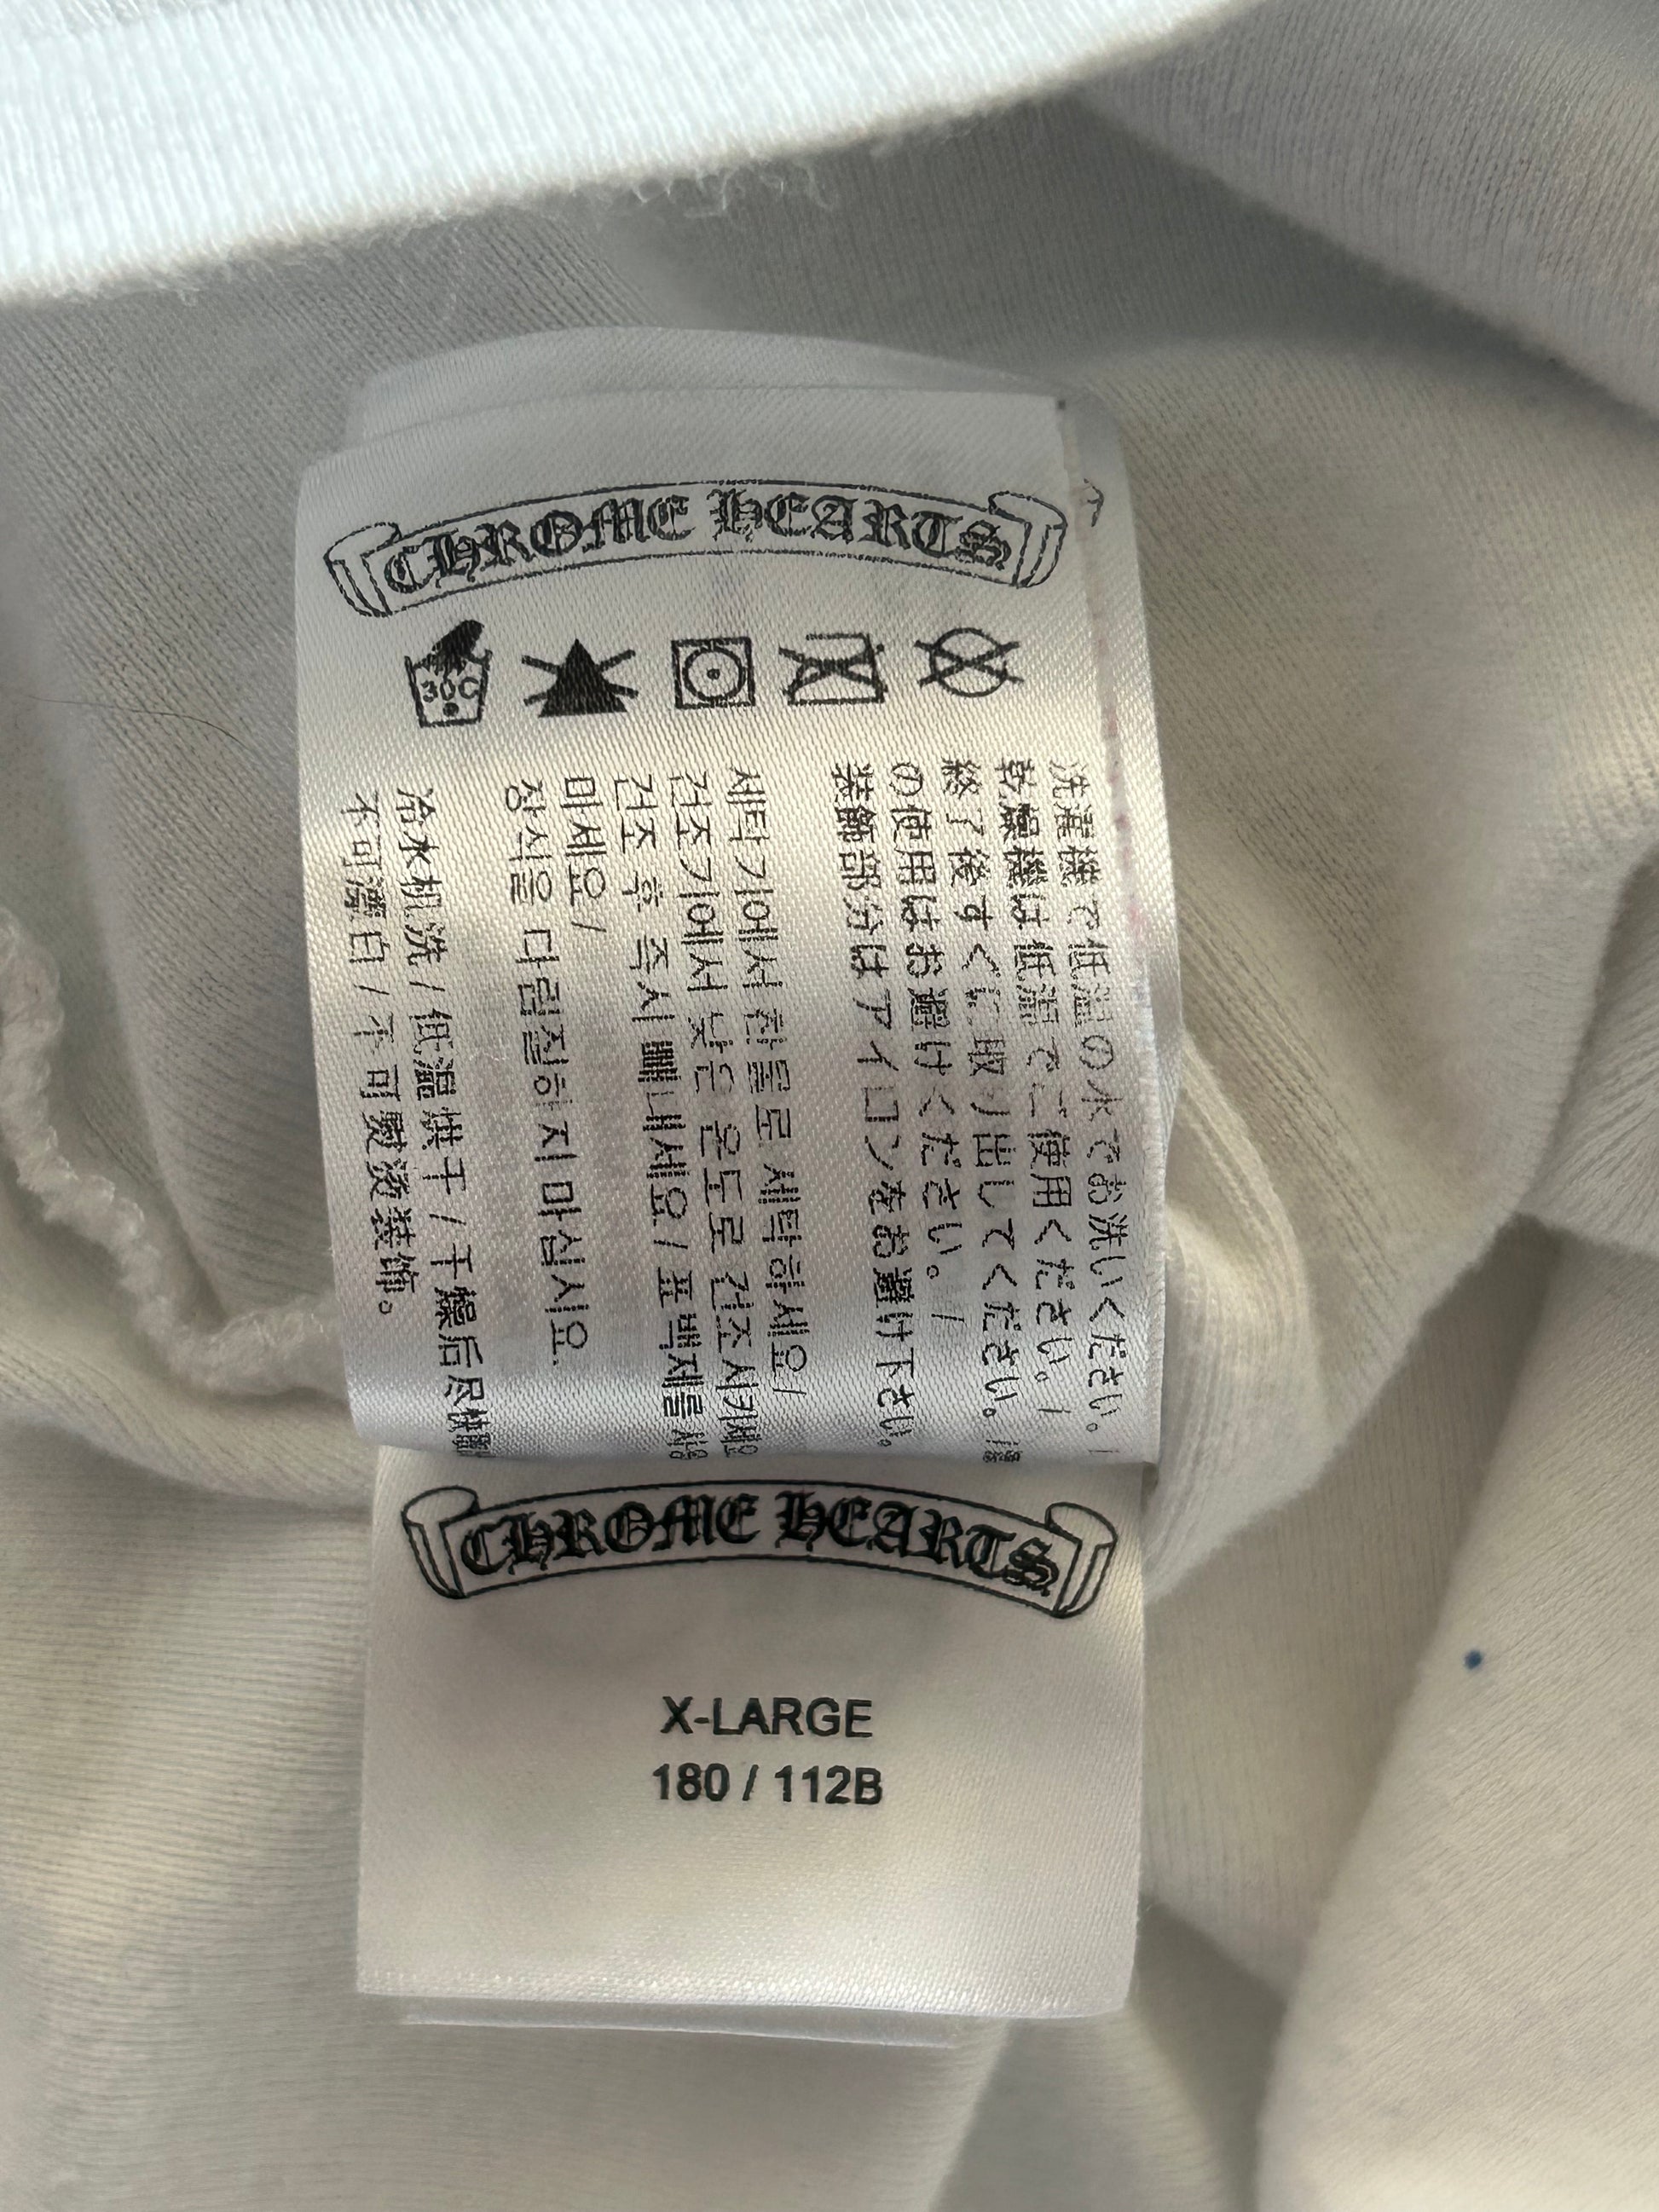 CHROME HEARTS
30C
洗濯機で低温の水でお洗いください。/
乾燥機は低温でご使用ください。/
終了後すぐに取り出してください。/漂
の使用はお避けください。/
装飾部分はアイロンをお避け下さい。
세탁기에서 찬물로 세탁하세요/
건조기에서 낮은 온도로 건조시키세요
건조 후 즉시 빼내세요 / 표백제를 사용
마세요/
장식을 다림질하지 마십시요.
冷水机洗 / 低温烘干 / 干燥后尽快
不可漂白 / 不可熨烫装饰。
CHROME HEARTS
X-LARGE
180 / 112B